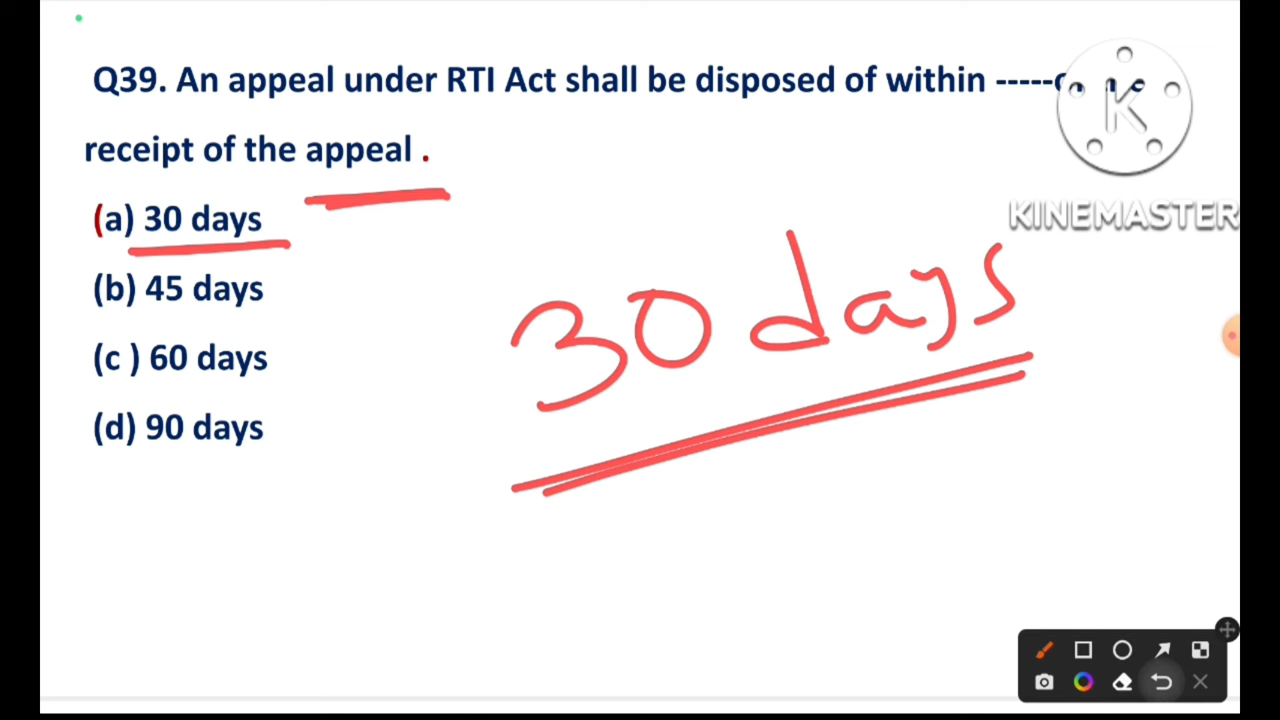 Q39. An appeal under RTI Act shall be disposed of within -----
receipt of the appeal .
(a) 30 days
(b) 45 days
(c ) 60 days
(d) 90 days
30 days
K
KINEMASTER